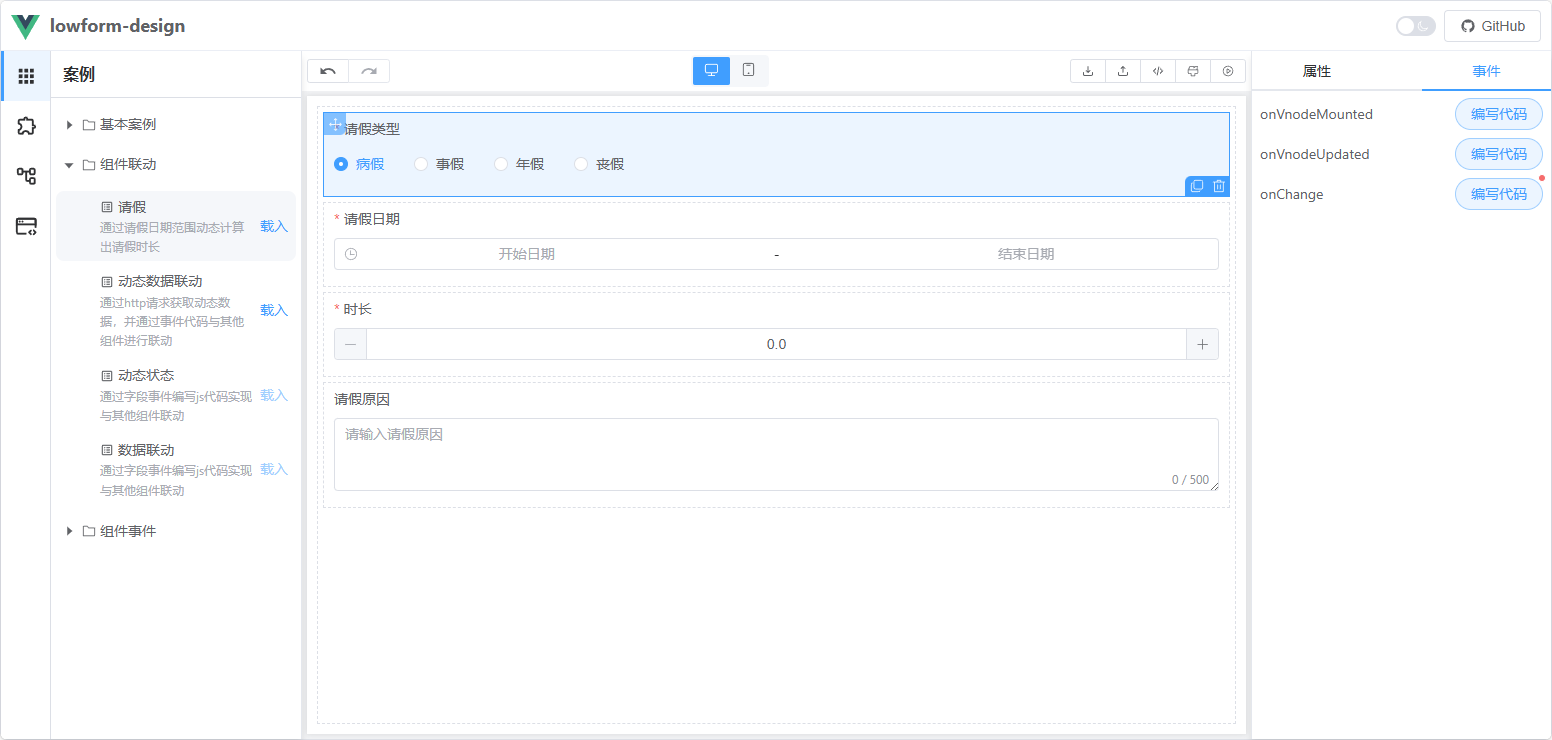 lowform-design
GitHub
案例
基本案例
组件联动
请假
通过请假日期范围动态计算
出请假时长
载入
动态数据联动
通过http请求获取动态数
据，并通过事件代码与其他
组件进行联动
载入
动态状态
通过字段事件编写js代码实现
与其他组件联动
载入
数据联动
通过字段事件编写js代码实现
与其他组件联动
载入
组件事件
请假类型
病假 事假 年假 丧假
* 请假日期
开始日期 - 结束日期
* 时长
0.0
请假原因
请输入请假原因
0 / 500
属性 事件
onVnodeMounted 编写代码
onVnodeUpdated 编写代码
onChange 编写代码